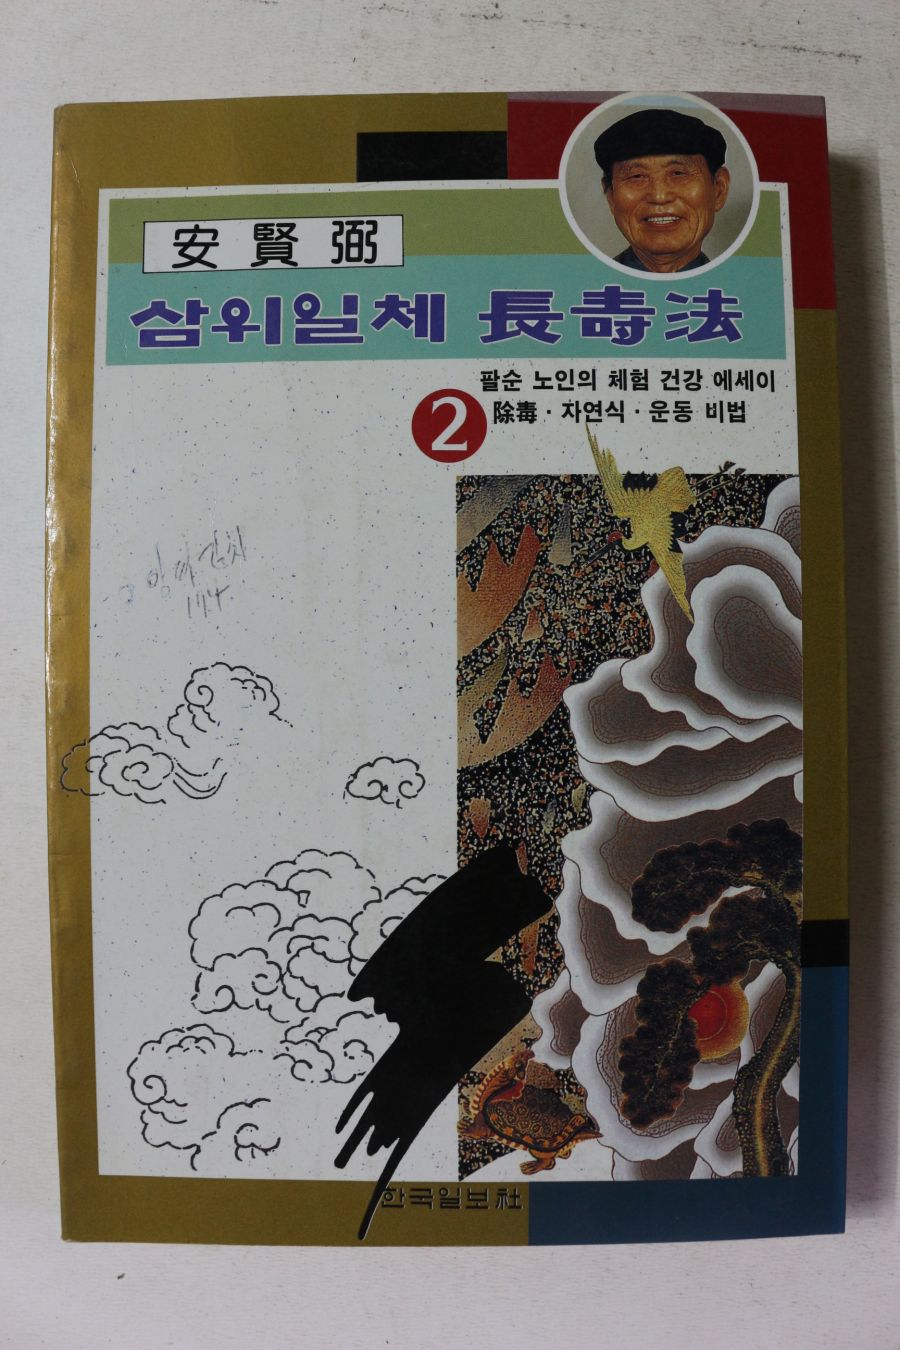 安賢弼
삼위일체 長壽法
팔순 노인의 체험 건강 에세이
2
除毒 · 자연식 · 운동 비법
한국일보社